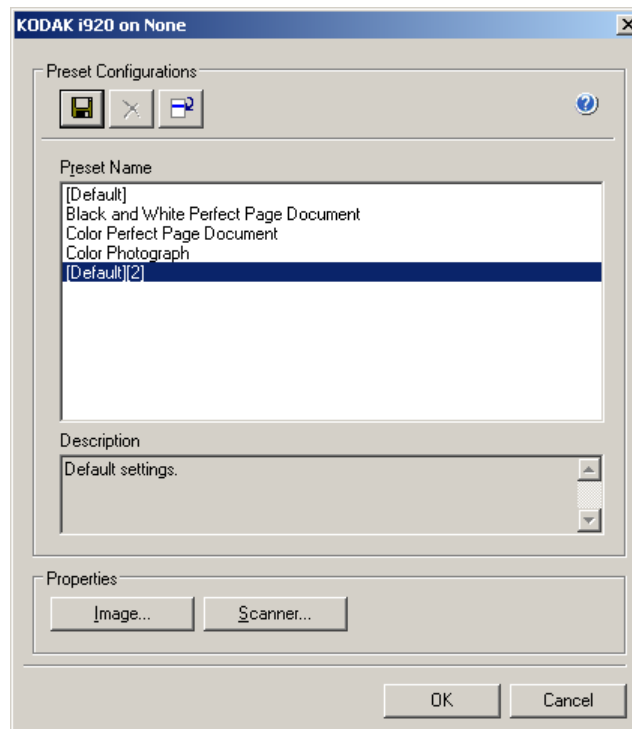 KODAK i920 on None
Preset Configurations
Preset Name
[Default]
Black and White Perfect Page Document
Color Perfect Page Document
Color Photograph
[Default][2]
Description
Default settings.
Properties
Image...
Scanner...
OK
Cancel